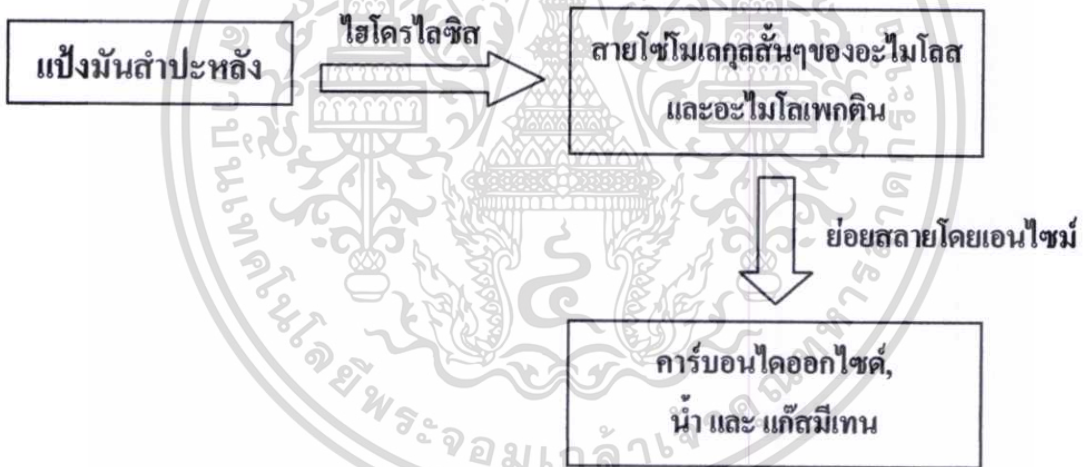 แป้งมันสำปะหลัง
ไฮโดรไลซิส
สายโซ่โมเลกุลสั้นๆของอะไมโลส
และอะไมโลเพกติน
ย่อยสลายโดยเอนไซม์
คาร์บอนไดออกไซด์,
น้ำ และ แก๊สมีเทน